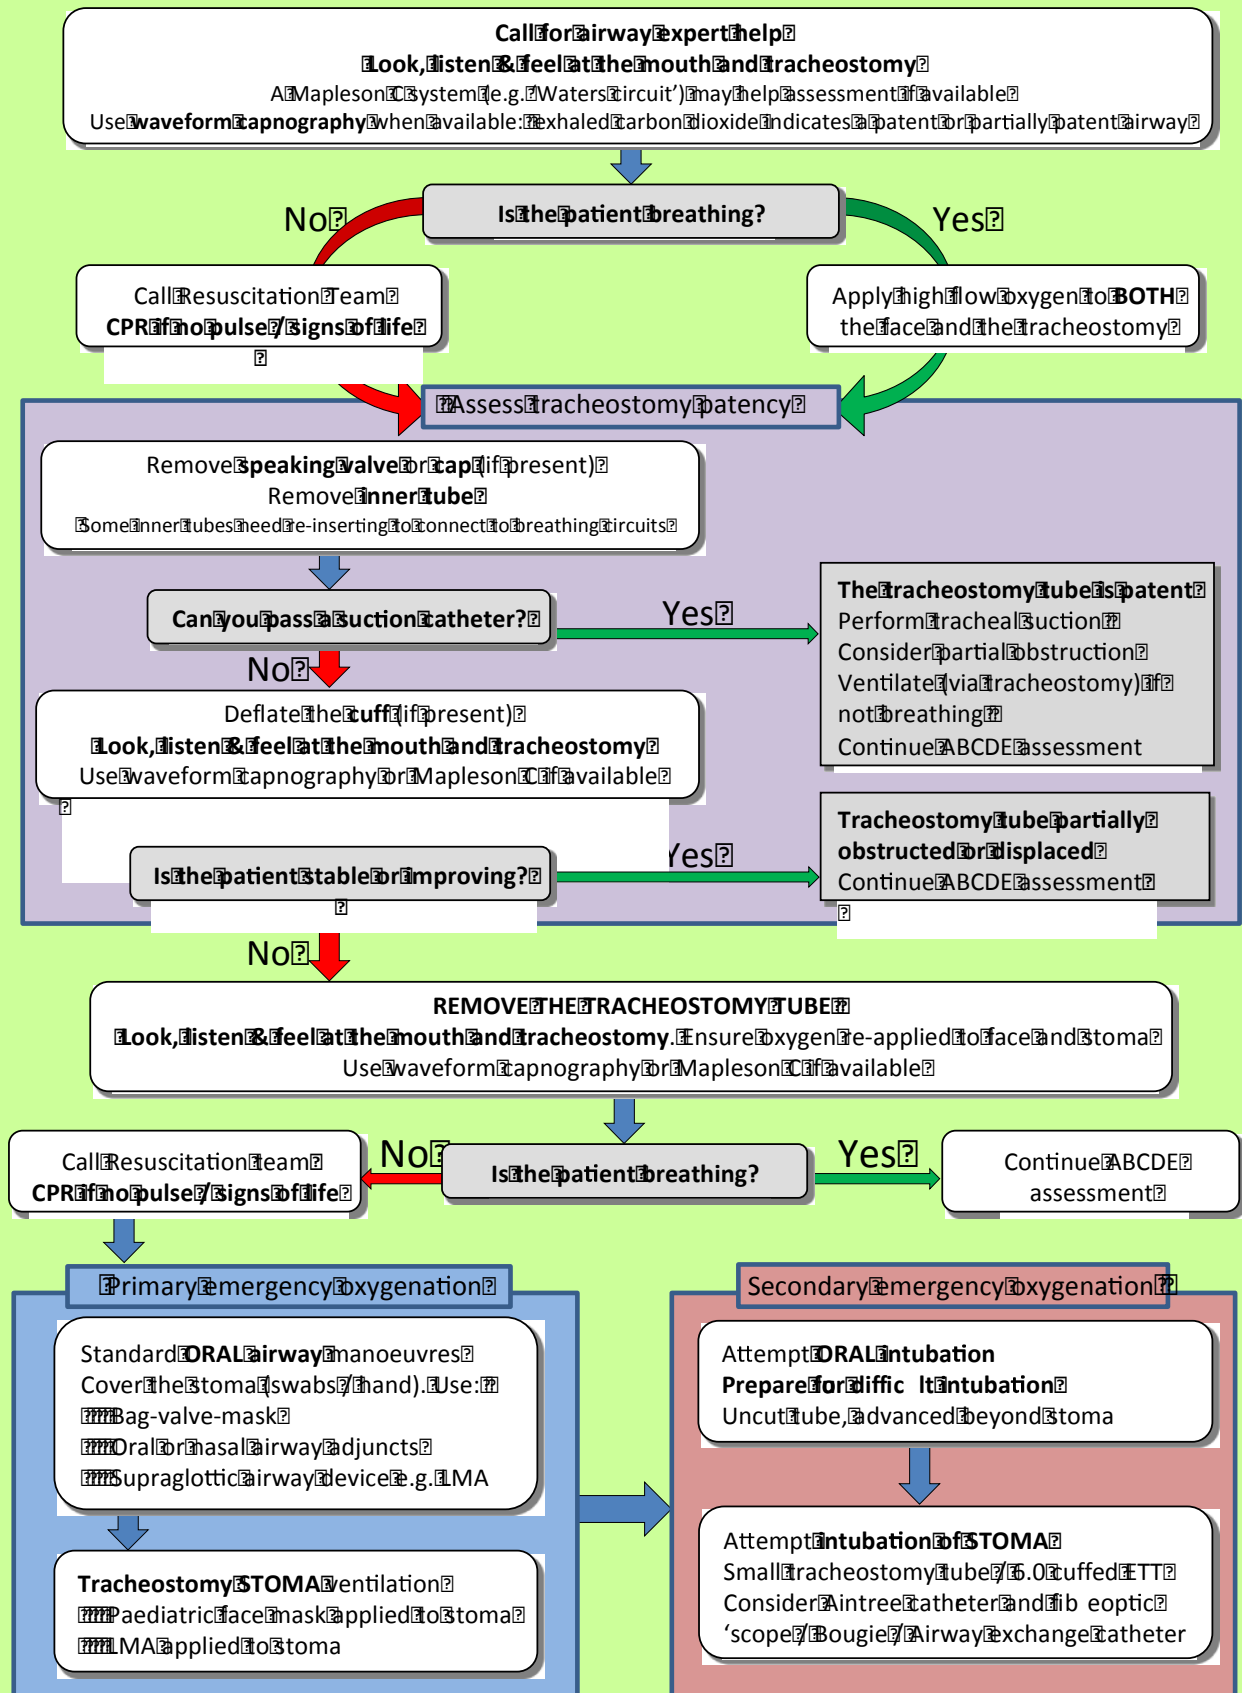 Call for airway expert help
Look, listen & feel at the mouth and tracheostomy
A Mapleson C system (e.g. 'Waters circuit') may help assessment if available
Use waveform capnography when available: exhaled carbon dioxide indicates a patent or partially patent airway
Is the patient breathing?
No
Yes
Call Resuscitation Team
CPR if no pulse / signs of life
Apply high flow oxygen to BOTH
the face and the tracheostomy
Assess tracheostomy patency
Remove speaking valve or cap (if present)
Remove inner tube
Some inner tubes need re-inserting to connect to breathing circuits
Can you pass a suction catheter?
Yes
The tracheostomy tube is patent
Perform tracheal suction
Consider partial obstruction
Ventilate (via tracheostomy) if
not breathing
Continue ABCDE assessment
No
Deflate the cuff (if present)
Look, listen & feel at the mouth and tracheostomy
Use waveform capnography or Mapleson C if available
Is the patient stable or improving?
Yes
Tracheostomy tube partially
obstructed or displaced
Continue ABCDE assessment
No
REMOVE THE TRACHEOSTOMY TUBE
Look, listen & feel at the mouth and tracheostomy. Ensure oxygen re-applied to face and stoma
Use waveform capnography or Mapleson C if available
Is the patient breathing?
No
Yes
Call Resuscitation team
CPR if no pulse / signs of life
Continue ABCDE
assessment
Primary emergency oxygenation
Standard ORAL airway manoeuvres
Cover the stoma (swabs / hand). Use:
Bag-valve-mask
Oral or nasal airway adjuncts
Supraglottic airway device e.g. LMA
Tracheostomy STOMA ventilation
Paediatric face mask applied to stoma
LMA applied to stoma
Secondary emergency oxygenation
Attempt ORAL intubation
Prepare for diffic lt intubation
Uncut tube, advanced beyond stoma
Attempt intubation of STOMA
Small tracheostomy tube / 6.0 cuffed ETT
Consider Aintree catheter and fib eoptic
'scope / Bougie / Airway exchange catheter